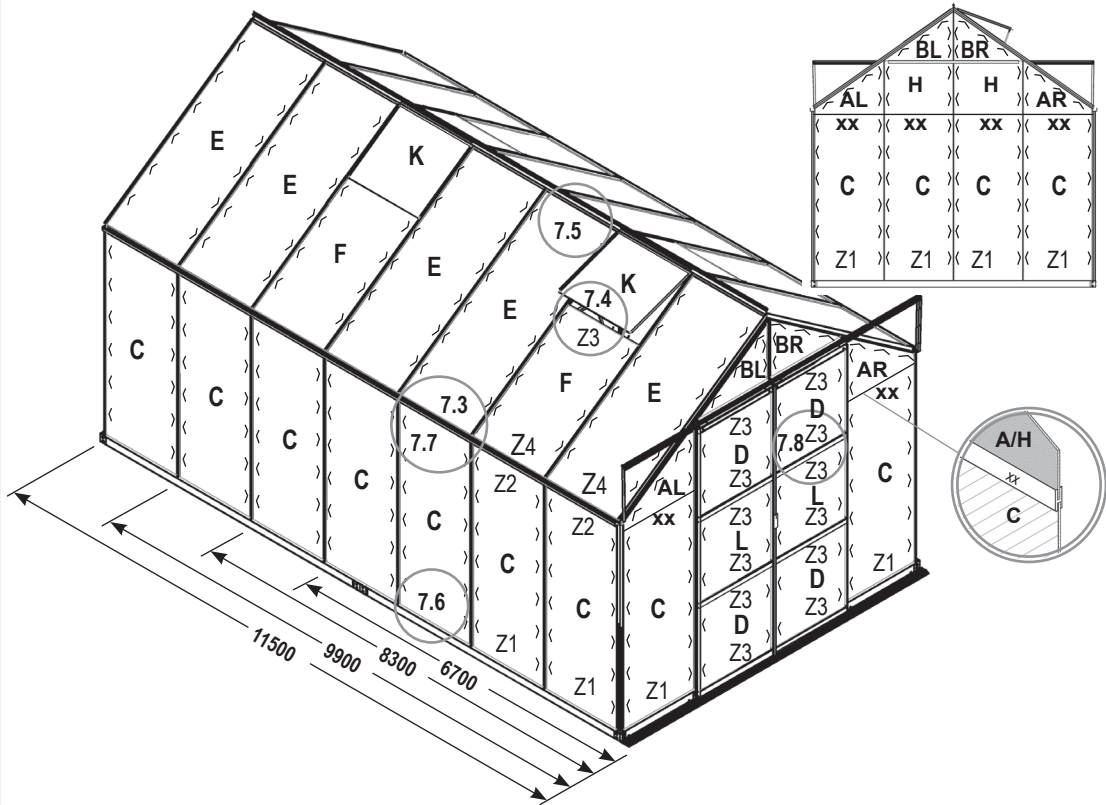 BL BR
AL H H AR
xx xx xx xx
C C C C
Z1 Z1 Z1 Z1
E
E
K
F
E
7.5
E
K
7.4
Z3
F
E
BR
BL
AR
xx
C
C
C
C
7.3
7.7
Z4
Z4
Z2
Z2
C
C
C
7.6
Z1
Z1
AL
xx
C
Z1
Z3
D
Z3
Z3
L
Z3
Z3
D
Z3
Z3
D
Z3
7.8
Z3
L
Z3
Z3
D
Z3
C
Z1
A/H
xx
C
11500
9900
8300
6700